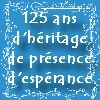 125 ans
d'héritage
de présence
d'espérance